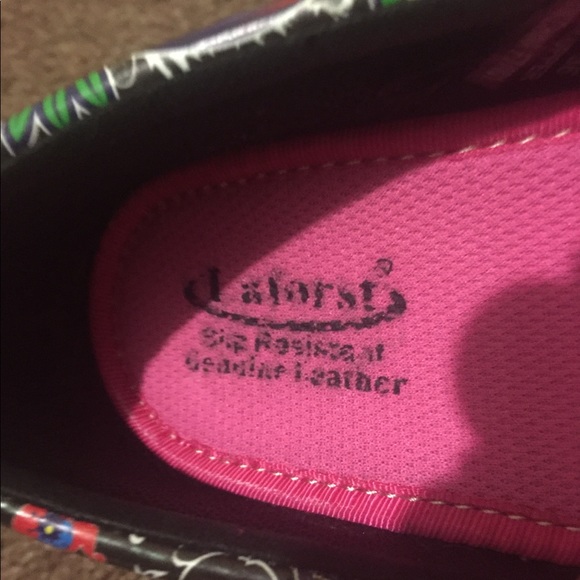 Laforst®
Slip Resistant
Genuine Leather